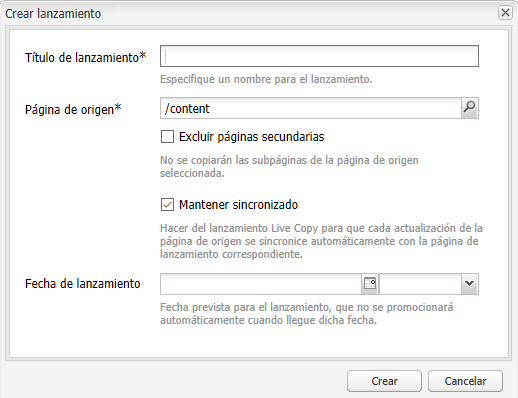 Crear lanzamiento
Título de lanzamiento*
Especifique un nombre para el lanzamiento.
Página de origen*
/content
Excluir páginas secundarias
No se copiarán las subpáginas de la página de origen
seleccionada.
Mantener sincronizado
Hacer del lanzamiento Live Copy para que cada actualización de la
página de origen se sincronice automáticamente con la página de
lanzamiento correspondiente.
Fecha de lanzamiento
Fecha prevista para el lanzamiento, que no se promocionará
automáticamente cuando llegue dicha fecha.
Crear
Cancelar